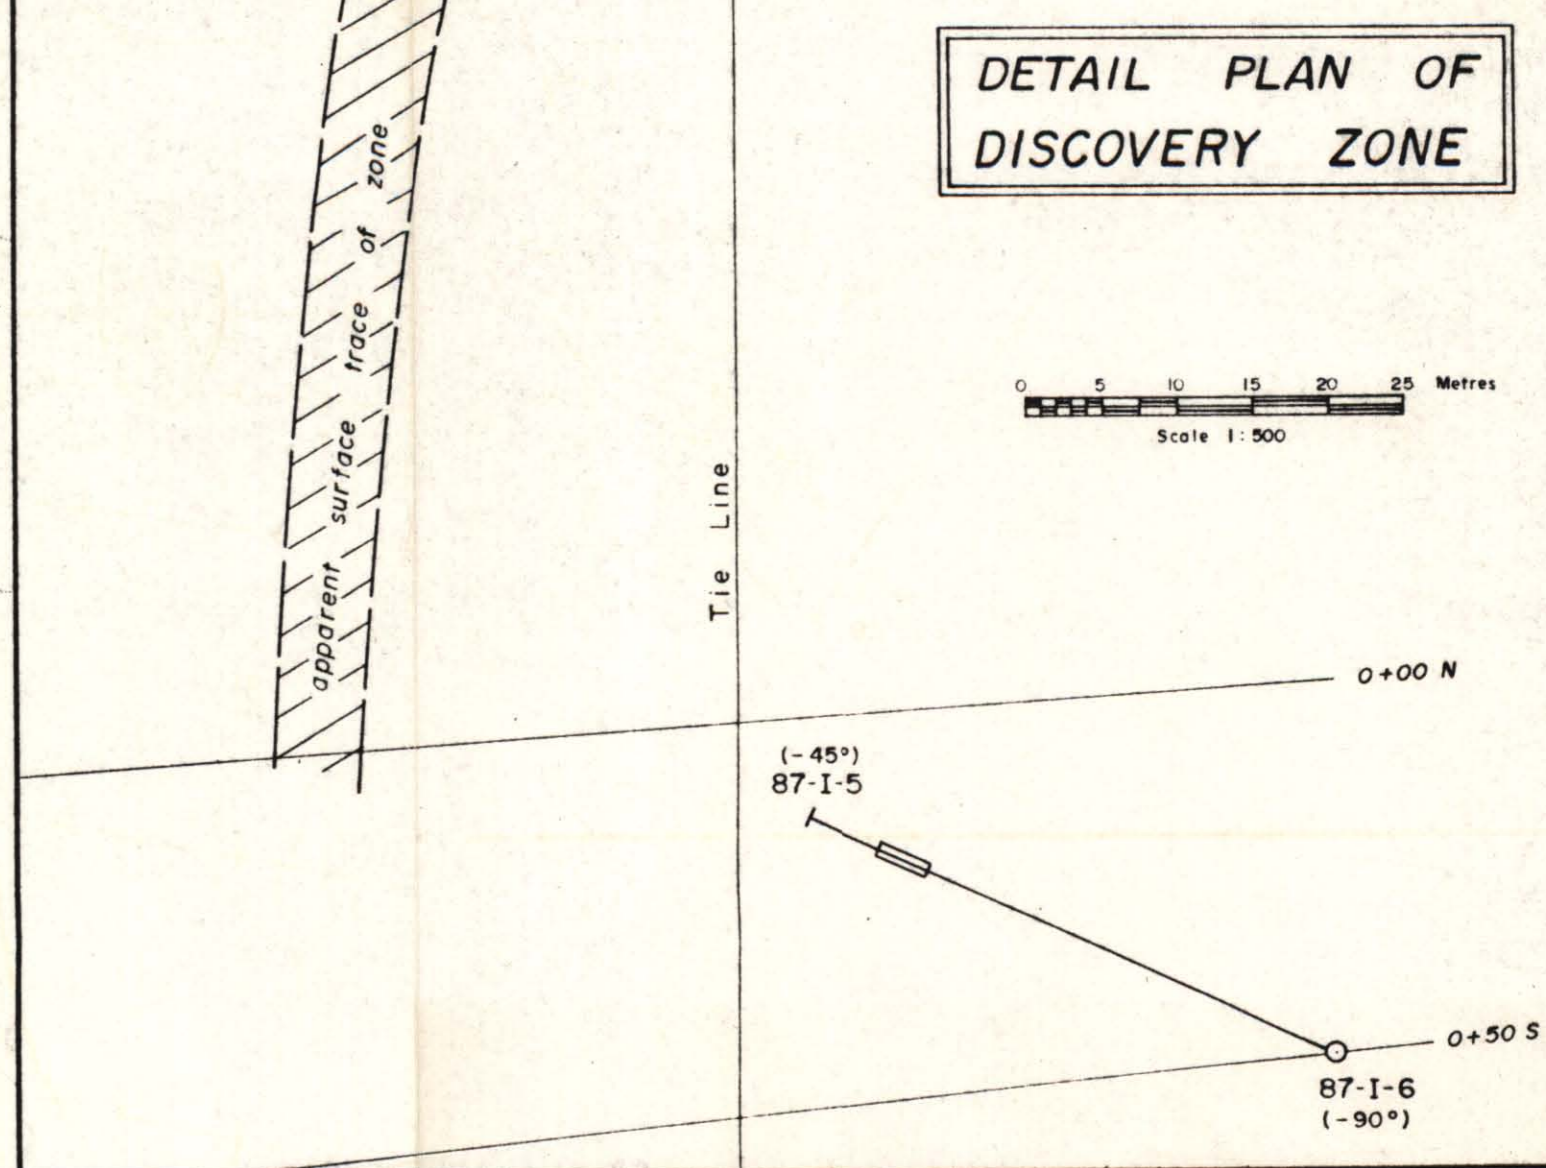 DETAIL PLAN OF
DISCOVERY ZONE
0 5 10 15 20 25 Metres
Scale 1:500
apparent surface trace of zone
Tie Line
0+00 N
(-45°)
87-I-5
0+50 S
87-I-6
(-90°)